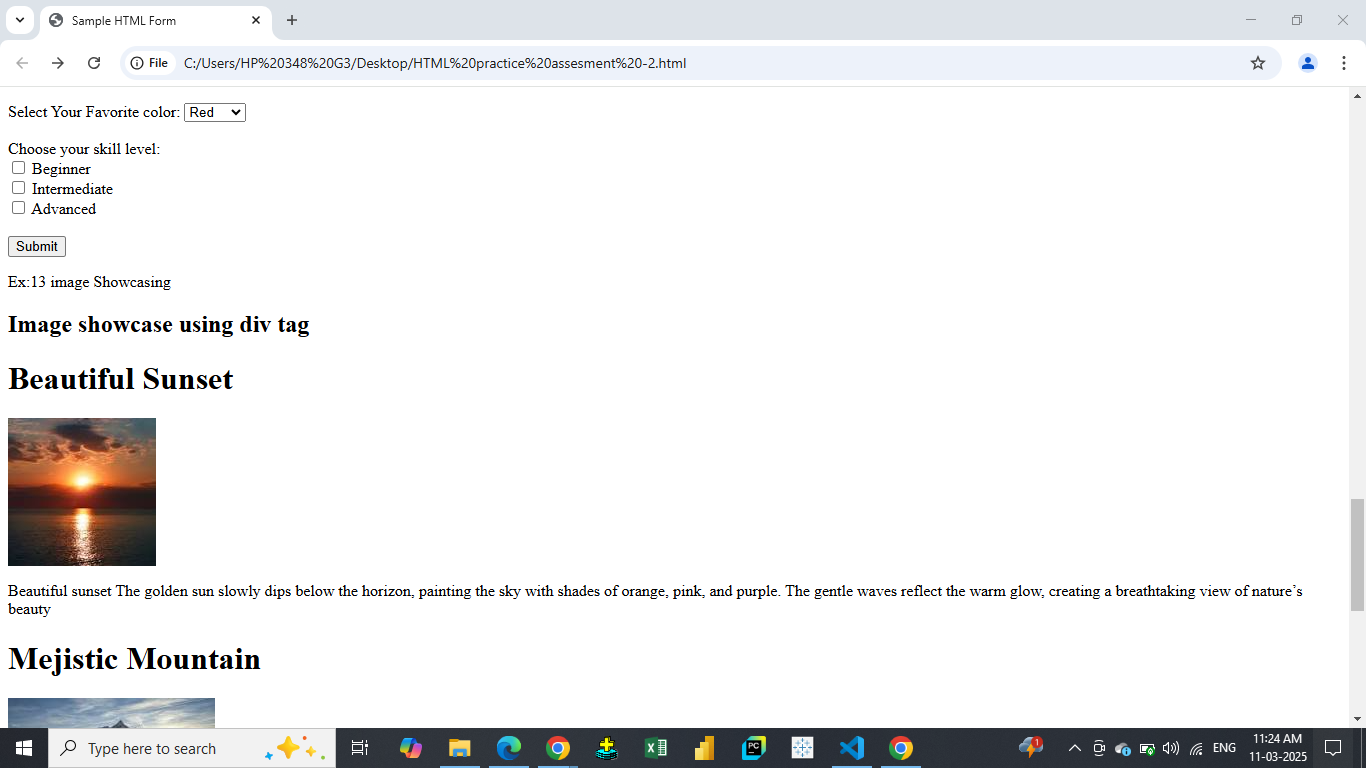 Sample HTML Form
File C:/Users/HP%20348%20G3/Desktop/HTML%20practice%20assesment%20-2.html
Select Your Favorite color: Red
Choose your skill level:
Beginner
Intermediate
Advanced
Submit
Ex:13 image Showcasing
Image showcase using div tag
Beautiful Sunset
Beautiful sunset The golden sun slowly dips below the horizon, painting the sky with shades of orange, pink, and purple. The gentle waves reflect the warm glow, creating a breathtaking view of nature’s
beauty
Mejistic Mountain
Type here to search
PC
1
ENG
11:24 AM
11-03-2025